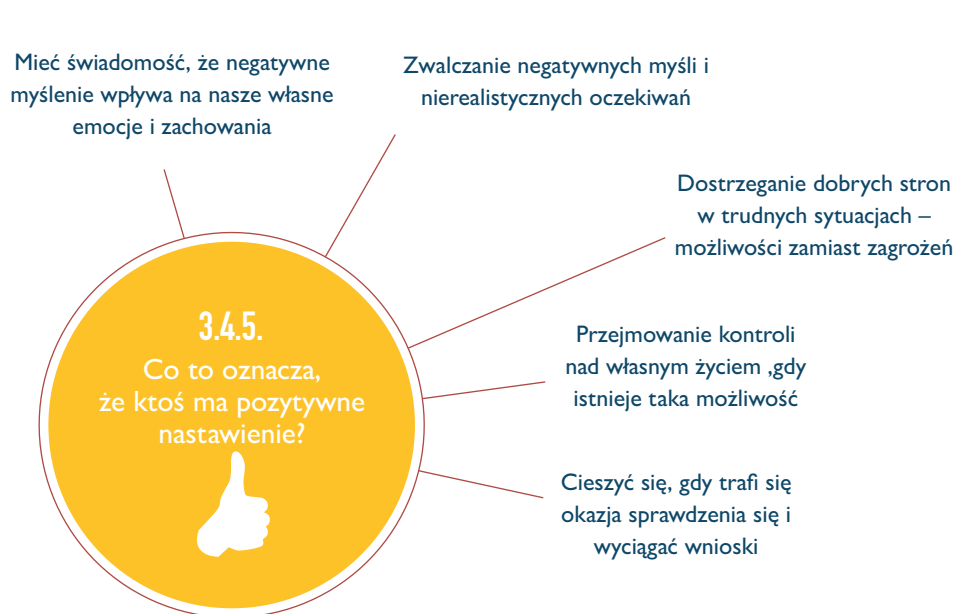 Mieć świadomość, że negatywne
myślenie wpływa na nasze własne
emocje i zachowania
Zwalczanie negatywnych myśli i
nierealistycznych oczekiwań
Dostrzeganie dobrych stron
w trudnych sytuacjach –
możliwości zamiast zagrożeń
3.4.5.
Co to oznacza,
że ktoś ma pozytywne
nastawienie?
Przejmowanie kontroli
nad własnym życiem ,gdy
istnieje taka możliwość
Cieszyć się, gdy trafi się
okazja sprawdzenia się i
wyciągać wnioski